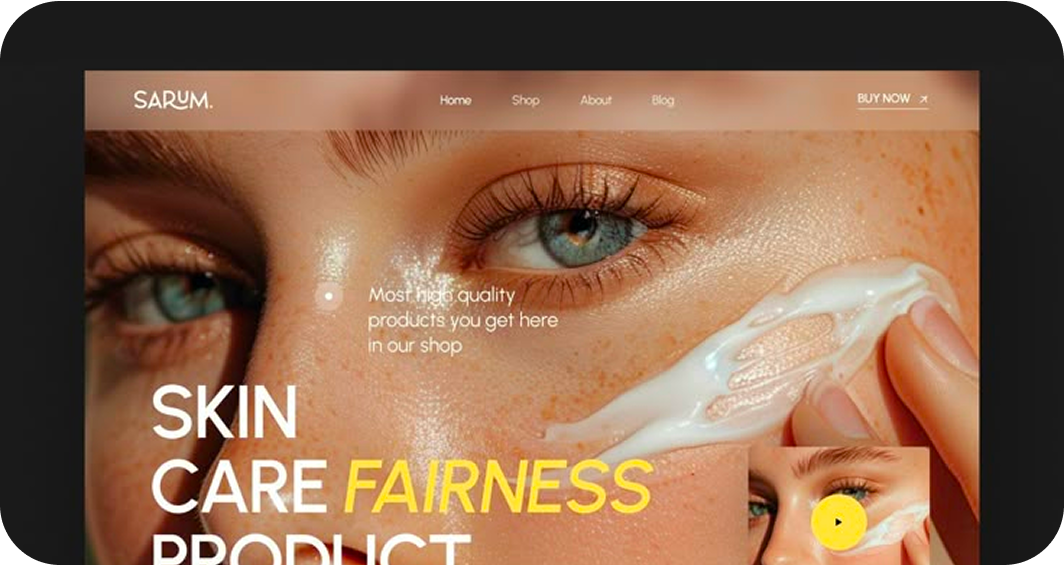 SARUM.
Home Shop About Blog
BUY NOW
Most high quality
products you get here
in our shop
SKIN
CARE FAIRNESS
PRODUCT